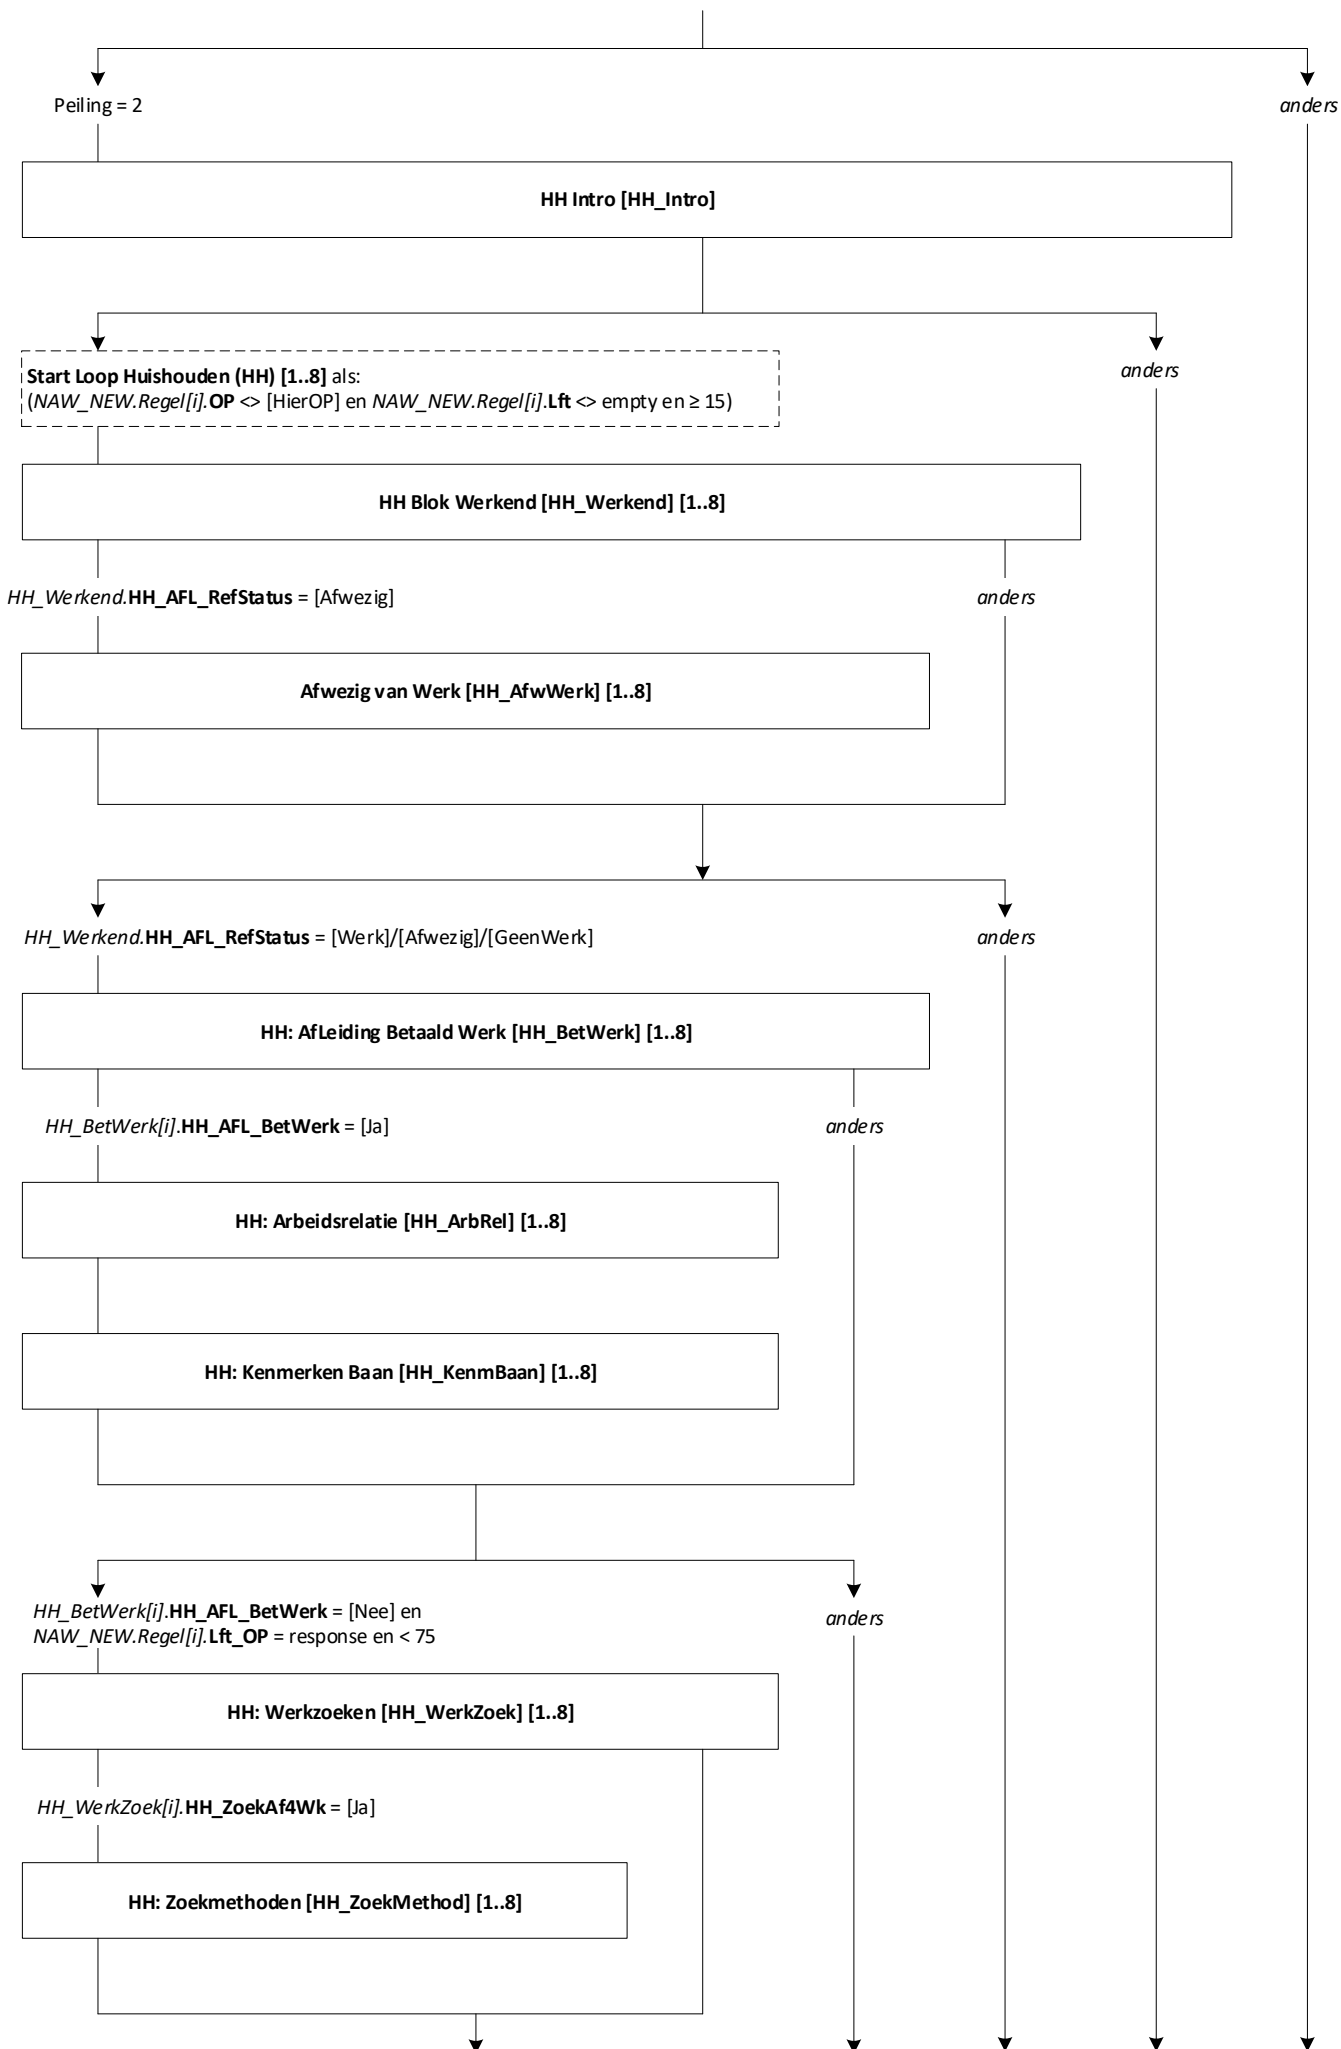 Peiling = 2
anders
HH Intro [HH_Intro]
Start Loop Huishouden (HH) [1..8] als:
(NAW_NEW.Regel[i].OP <> [HierOP] en NAW_NEW.Regel[i].Lft <> empty en ≥ 15)
anders
HH Blok Werkend [HH_Werkend] [1..8]
HH_Werkend.HH_AFL_RefStatus = [Afwezig]
anders
Afwezig van Werk [HH_AfwWerk] [1..8]
HH_Werkend.HH_AFL_RefStatus = [Werk]/[Afwezig]/[GeenWerk]
anders
HH: AfLeiding Betaald Werk [HH_BetWerk] [1..8]
HH_BetWerk[i].HH_AFL_BetWerk = [Ja]
anders
HH: Arbeidsrelatie [HH_ArbRel] [1..8]
HH: Kenmerken Baan [HH_KenmBaan] [1..8]
HH_BetWerk[i].HH_AFL_BetWerk = [Nee] en
NAW_NEW.Regel[i].Lft_OP = response en < 75
anders
HH: Werkzoeken [HH_WerkZoek] [1..8]
HH_WerkZoek[i].HH_ZoekAf4Wk = [Ja]
HH: Zoekmethoden [HH_ZoekMethod] [1..8]